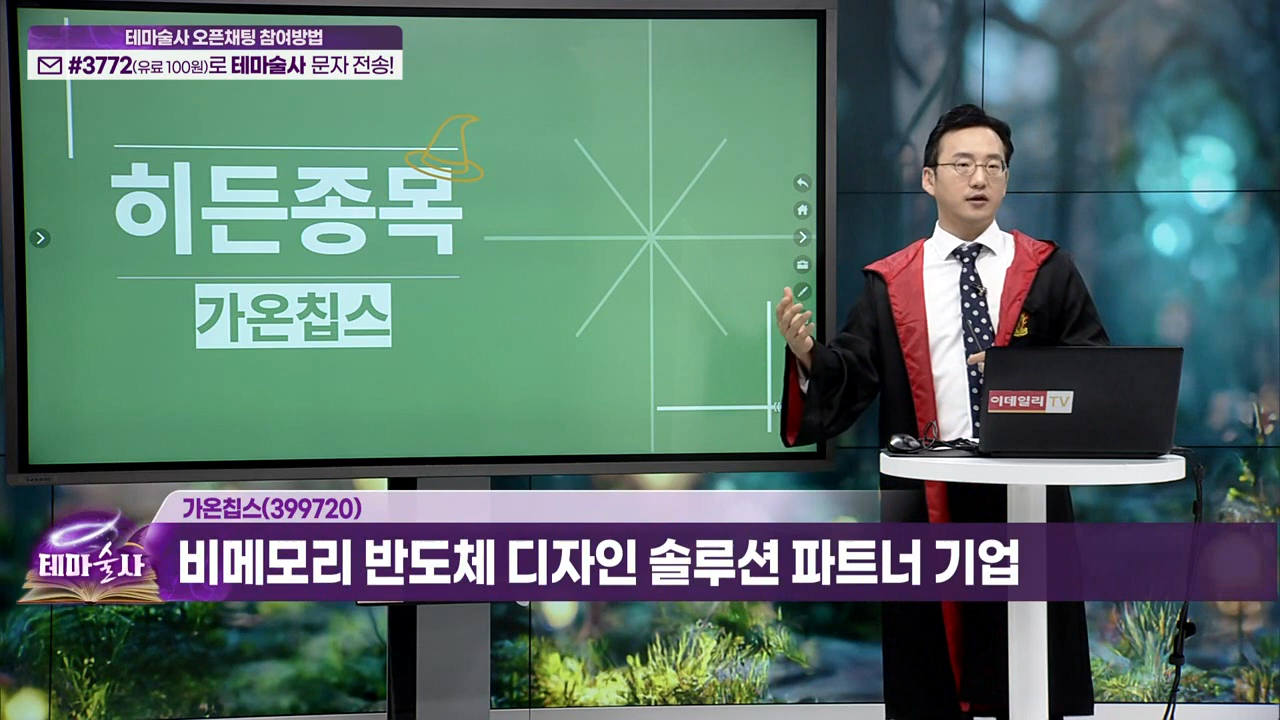 테마술사 오픈채팅 참여방법
#3772(유료 100원)로 테마술사 문자 전송!
히든종목
가온칩스
이데일리TV
가온칩스(399720)
테마술사
비메모리 반도체 디자인 솔루션 파트너 기업